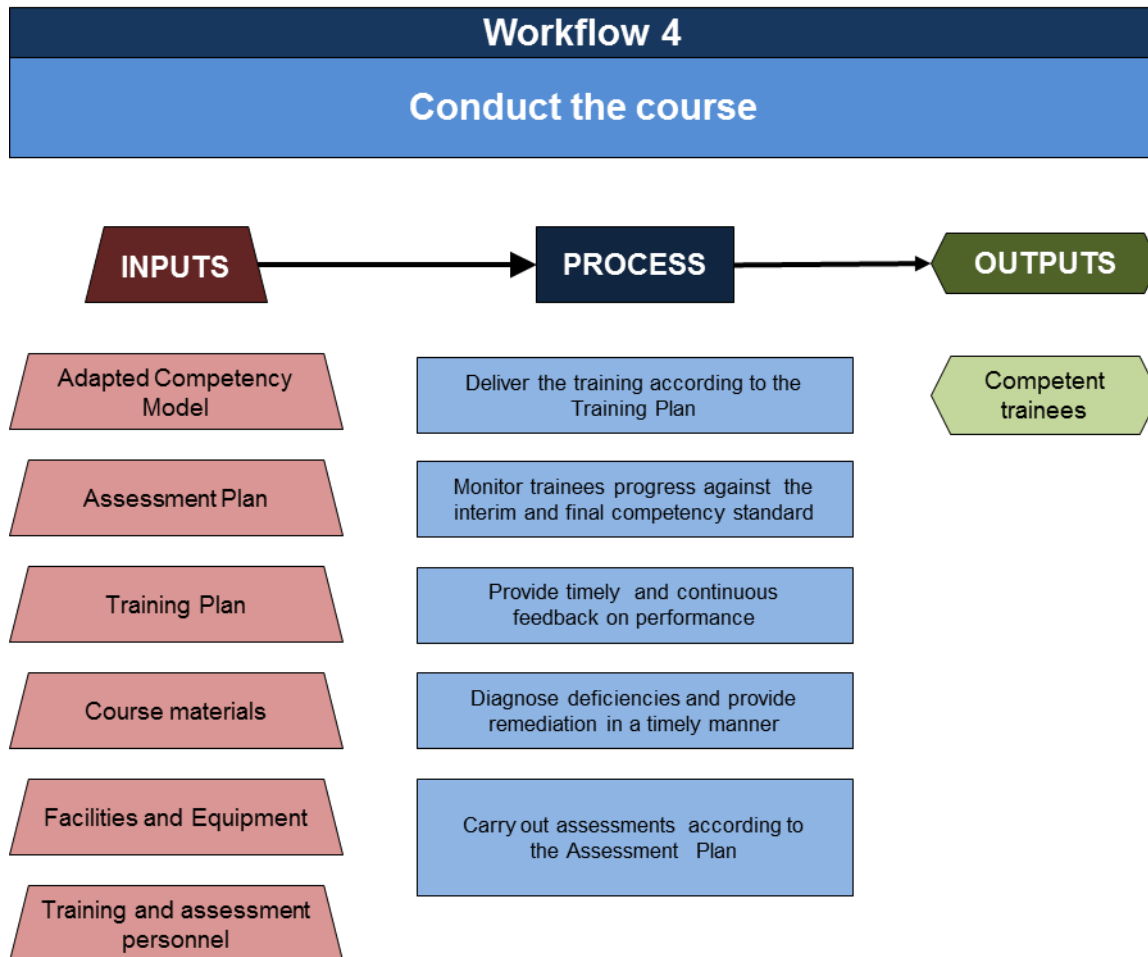 Workflow 4
Conduct the course
INPUTS
PROCESS
OUTPUTS
Adapted Competency
Model
Assessment Plan
Training Plan
Course materials
Facilities and Equipment
Training and assessment
personnel
Deliver the training according to the
Training Plan
Monitor trainees progress against the
interim and final competency standard
Provide timely and continuous
feedback on performance
Diagnose deficiencies and provide
remediation in a timely manner
Carry out assessments according to
the Assessment Plan
Competent
trainees